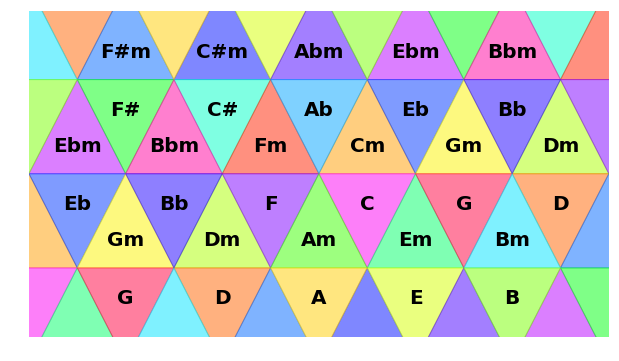 F#m C#m Abm Ebm Bbm
F# C# Ab Eb Bb
Ebm Bbm Fm Cm Gm Dm
Eb Bb F C G D
Gm Dm Am Em Bm
G D A E B